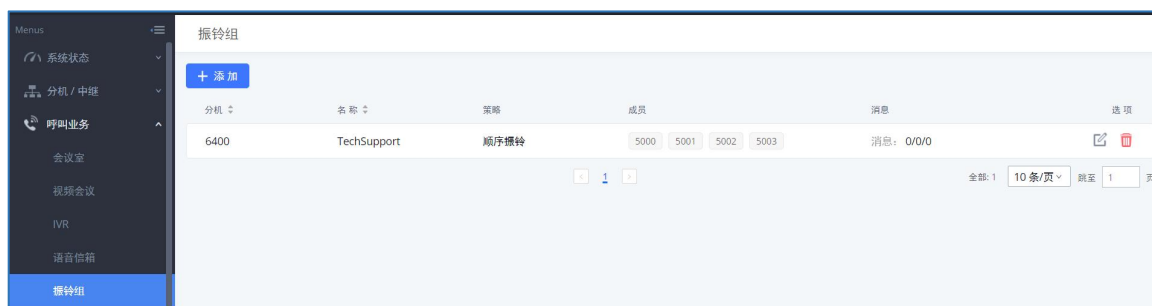 Menus
系统状态
分机 / 中继
呼叫业务
会议室
视频会议
IVR
语音信箱
振铃组
振铃组
+ 添加
分机 名称 策略 成员 消息 选项
6400 TechSupport 顺序振铃 5000 5001 5002 5003 消息: 0/0/0
< 1 > 全部: 1 10 条/页 跳至 1